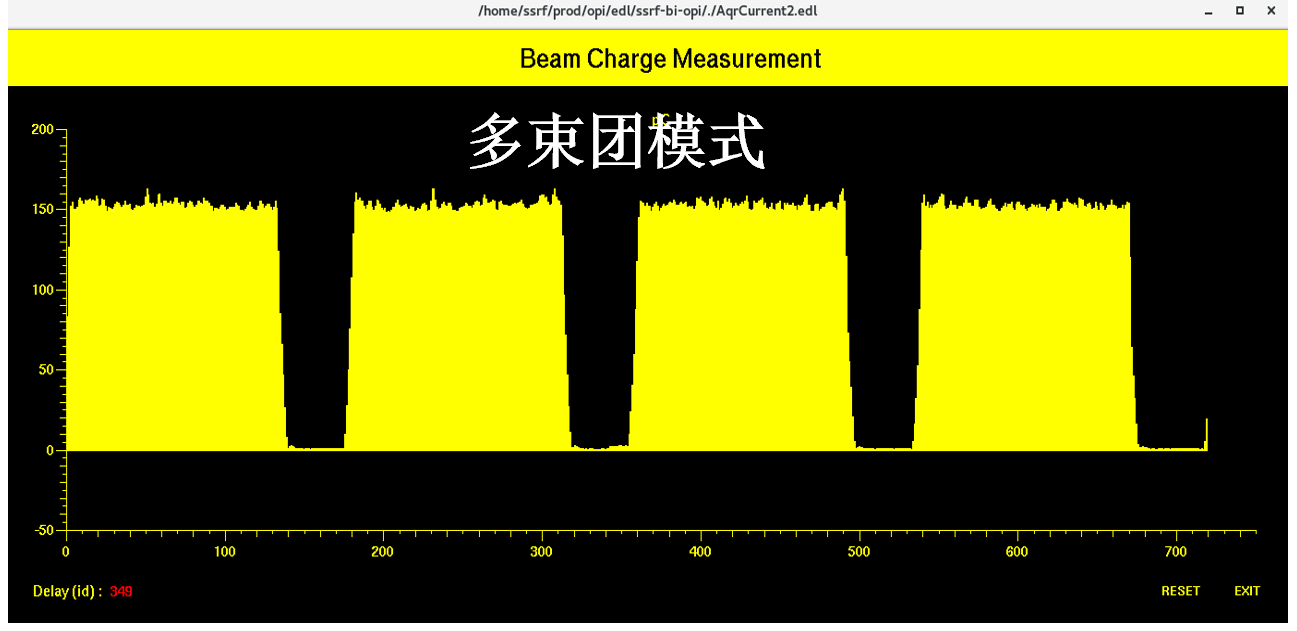 /home/ssrf/prod/opi/edl/ssrf-bi-opi/./AqrCurrent2.edl
Beam Charge Measurement
pC
多束团模式
200
150
100
50
0
-50
0 100 200 300 400 500 600 700
Delay (id) : 349 RESET EXIT